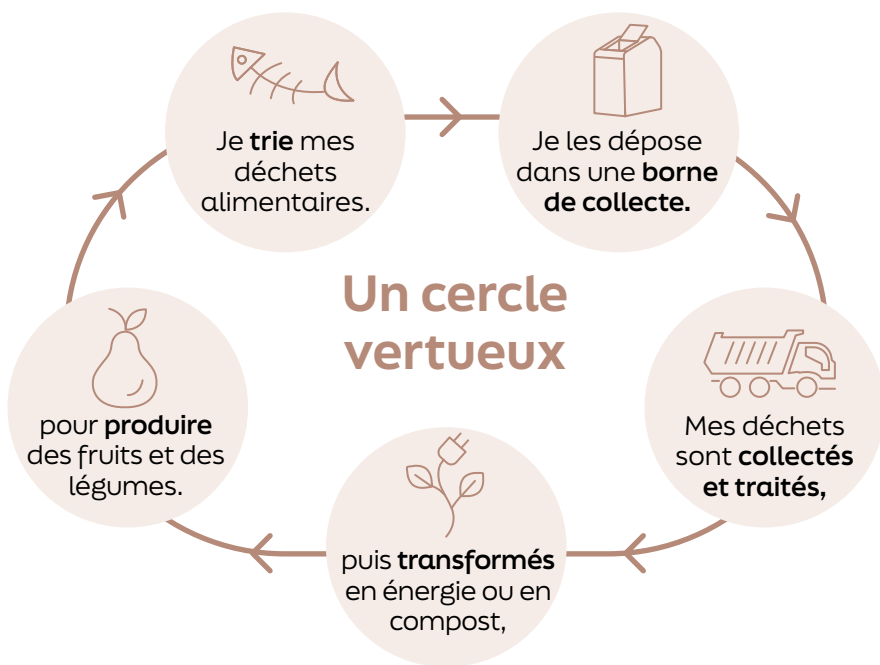 Je trie mes
déchets
alimentaires.
Je les dépose
dans une borne
de collecte.
Un cercle
vertueux
Mes déchets
sont collectés
et traités,
puis transformés
en énergie ou en
compost,
pour produire
des fruits et des
légumes.